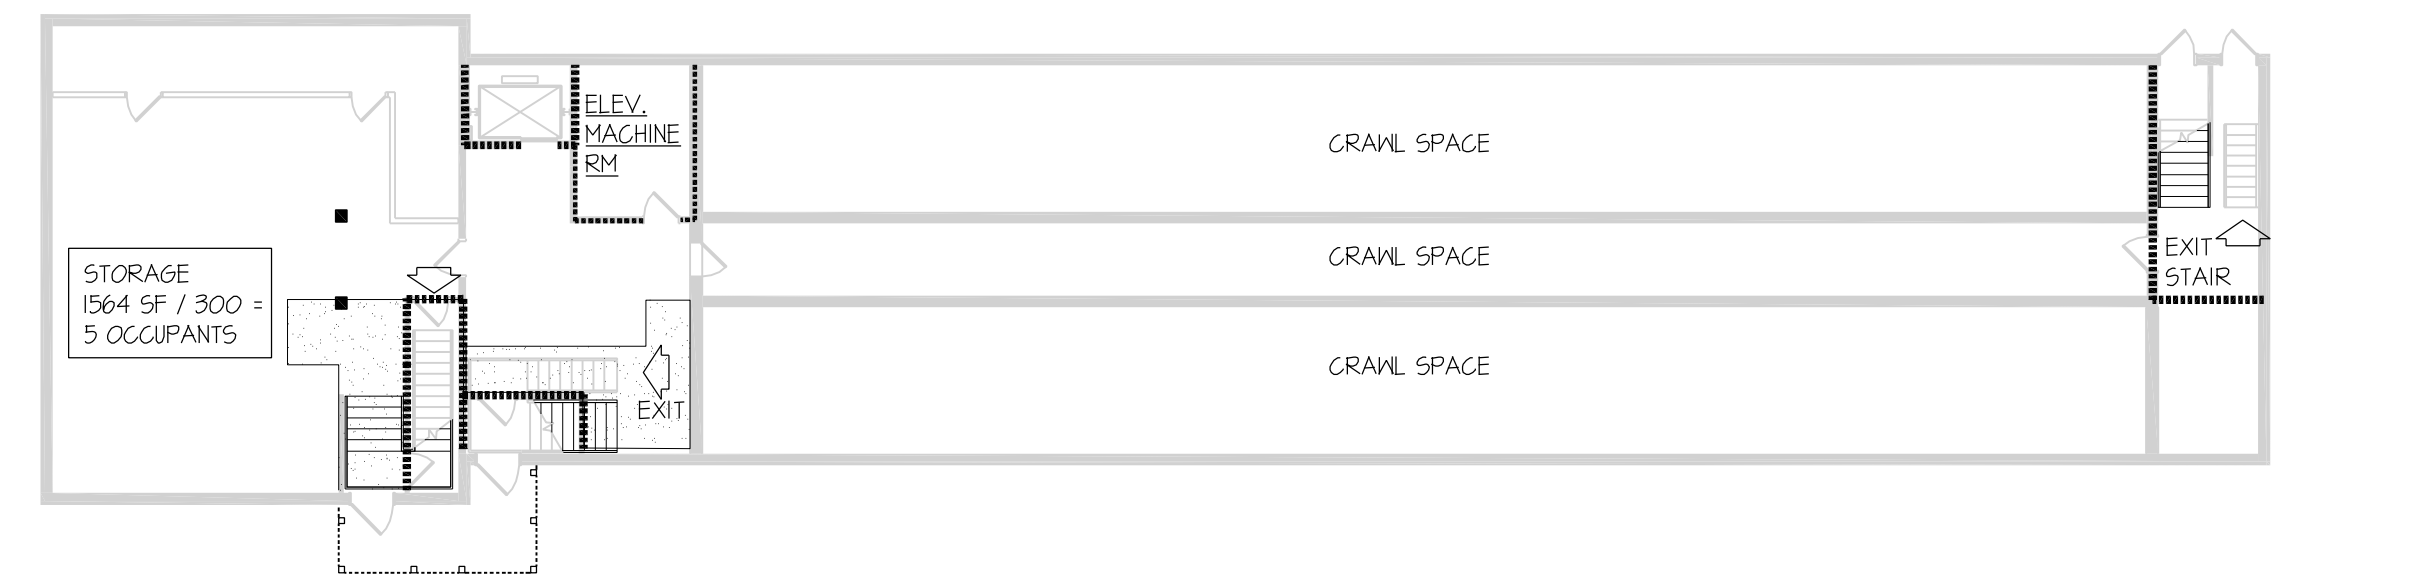 ELEV.
MACHINE
RM
CRAWL SPACE
CRAWL SPACE
CRAWL SPACE
STORAGE
1564 SF / 300 =
5 OCCUPANTS
EXIT
EXIT
STAIR